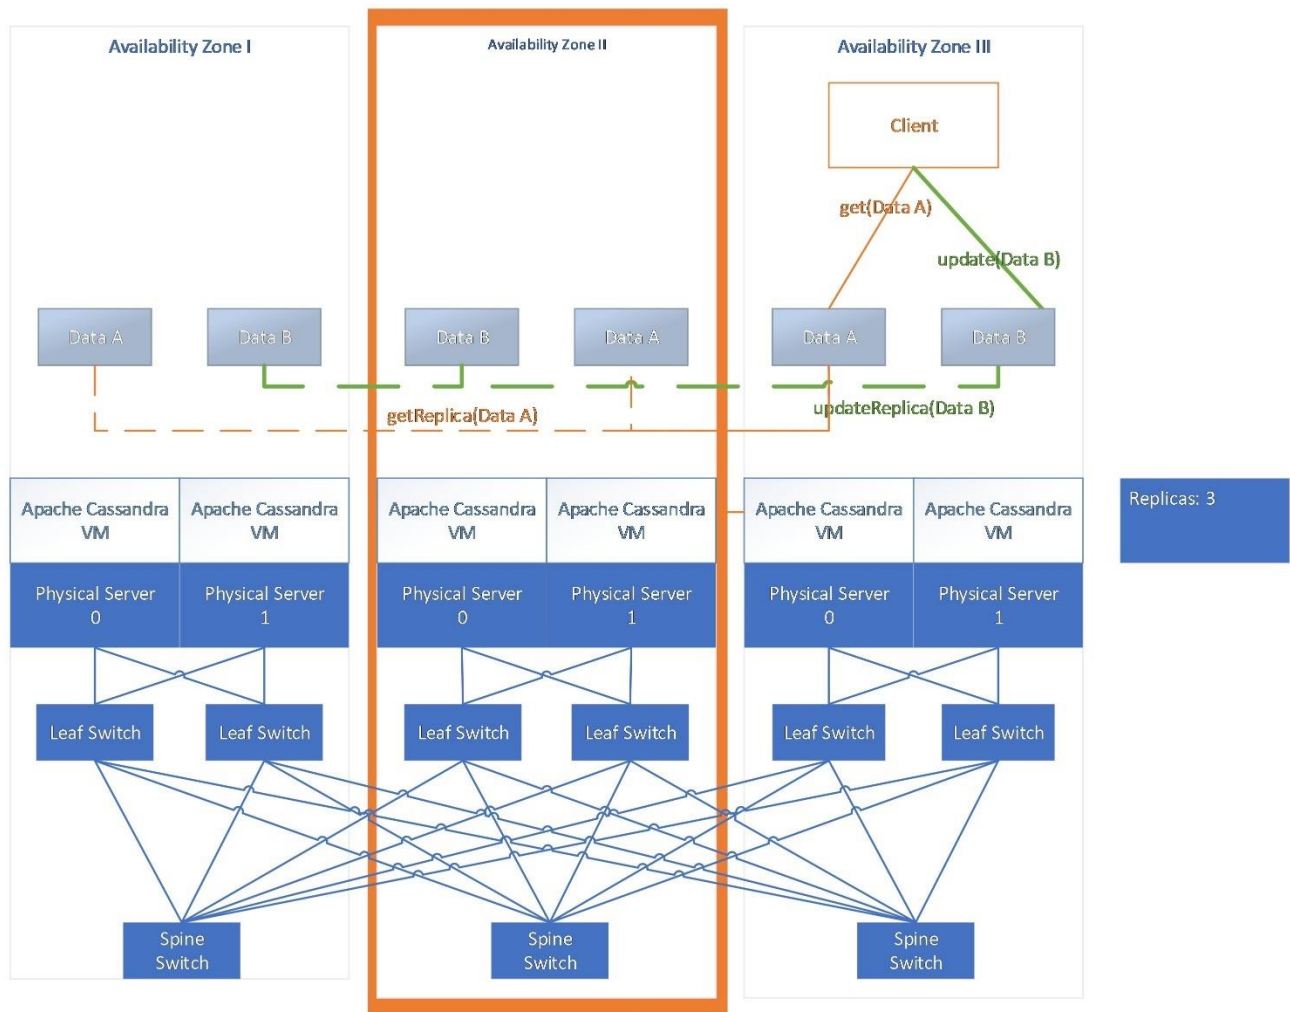 Availability Zone I
Availability Zone II
Availability Zone III
Client
get(Data A)
update(Data B)
Data A
Data B
Data B
Data A
Data A
Data B
getReplica(Data A)
updateReplica(Data B)
Apache Cassandra
VM
Apache Cassandra
VM
Apache Cassandra
VM
Apache Cassandra
VM
Apache Cassandra
VM
Apache Cassandra
VM
Replicas: 3
Physical Server
0
Physical Server
1
Physical Server
0
Physical Server
1
Physical Server
0
Physical Server
1
Leaf Switch
Leaf Switch
Leaf Switch
Leaf Switch
Leaf Switch
Leaf Switch
Spine
Switch
Spine
Switch
Spine
Switch